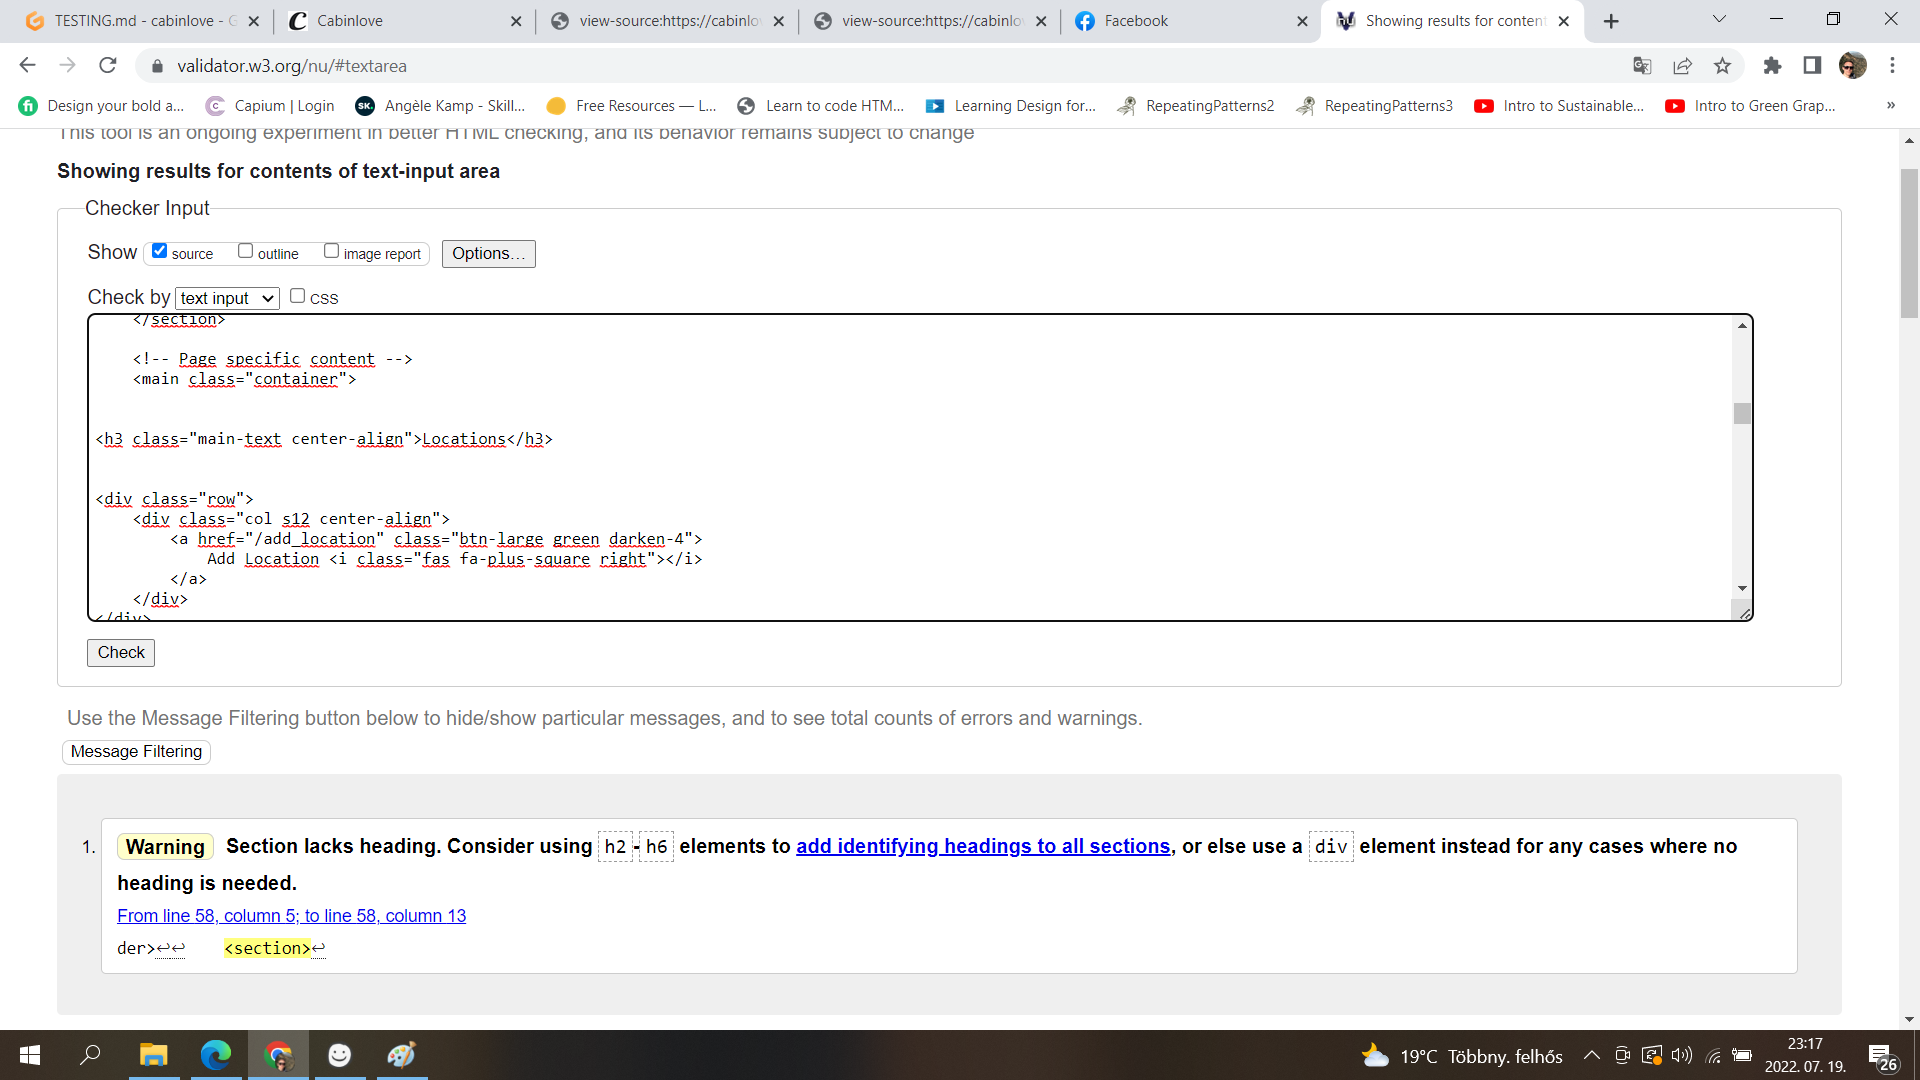 TESTING.md - cabinlove - G
Cabinlove
view-source:https://cabinlo
view-source:https://cabinlo
Facebook
Showing results for content
validator.w3.org/nu/#textarea
Design your bold a...
Capium | Login
Angèle Kamp - Skill...
Free Resources — L...
Learn to code HTM...
Learning Design for...
RepeatingPatterns2
RepeatingPatterns3
Intro to Sustainable...
Intro to Green Grap...
»
This tool is an ongoing experiment in better HTML checking, and its behavior remains subject to change
Showing results for contents of text-input area
Checker Input
Show source outline image report Options...
Check by text input CSS
</section>
<!-- Page specific content -->
<main class="container">
<h3 class="main-text center-align">Locations</h3>
<div class="row">
<div class="col s12 center-align">
<a href="/add_location" class="btn-large green darken-4">
Add Location <i class="fas fa-plus-square right"></i>
</a>
</div>
</div>
Check
Use the Message Filtering button below to hide/show particular messages, and to see total counts of errors and warnings.
Message Filtering
1. Warning Section lacks heading. Consider using h2-h6 elements to add identifying headings to all sections, or else use a div element instead for any cases where no
heading is needed.
From line 58, column 5; to line 58, column 13
der>↩↩ <section>↩
19°C Többny. felhős
23:17
2022. 07. 19.
26